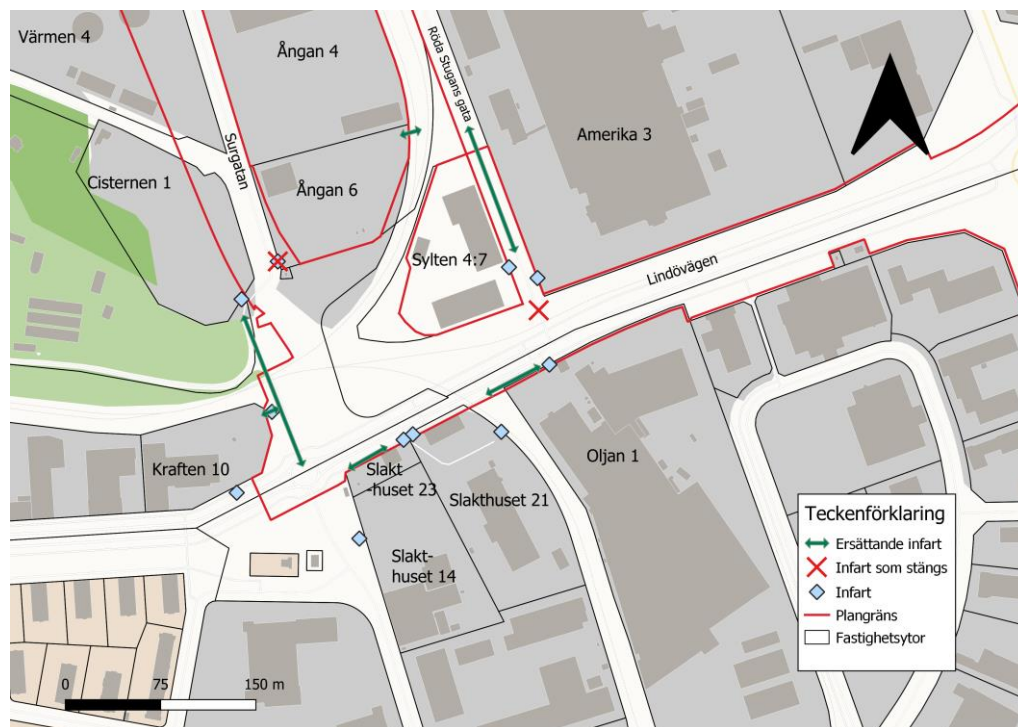 Värmen 4
Ångan 4
Röda Stugans gata
Amerika 3
Surgatan
Cisternen 1
Ångan 6
Sylten 4:7
Lindövägen
Kraften 10
Slakt
-huset 23
Slakthuset 21
Oljan 1
Slakt-
huset 14
Teckenförklaring
Ersättande infart
Infart som stängs
Infart
Plangräns
Fastighetsytor
0 75 150 m